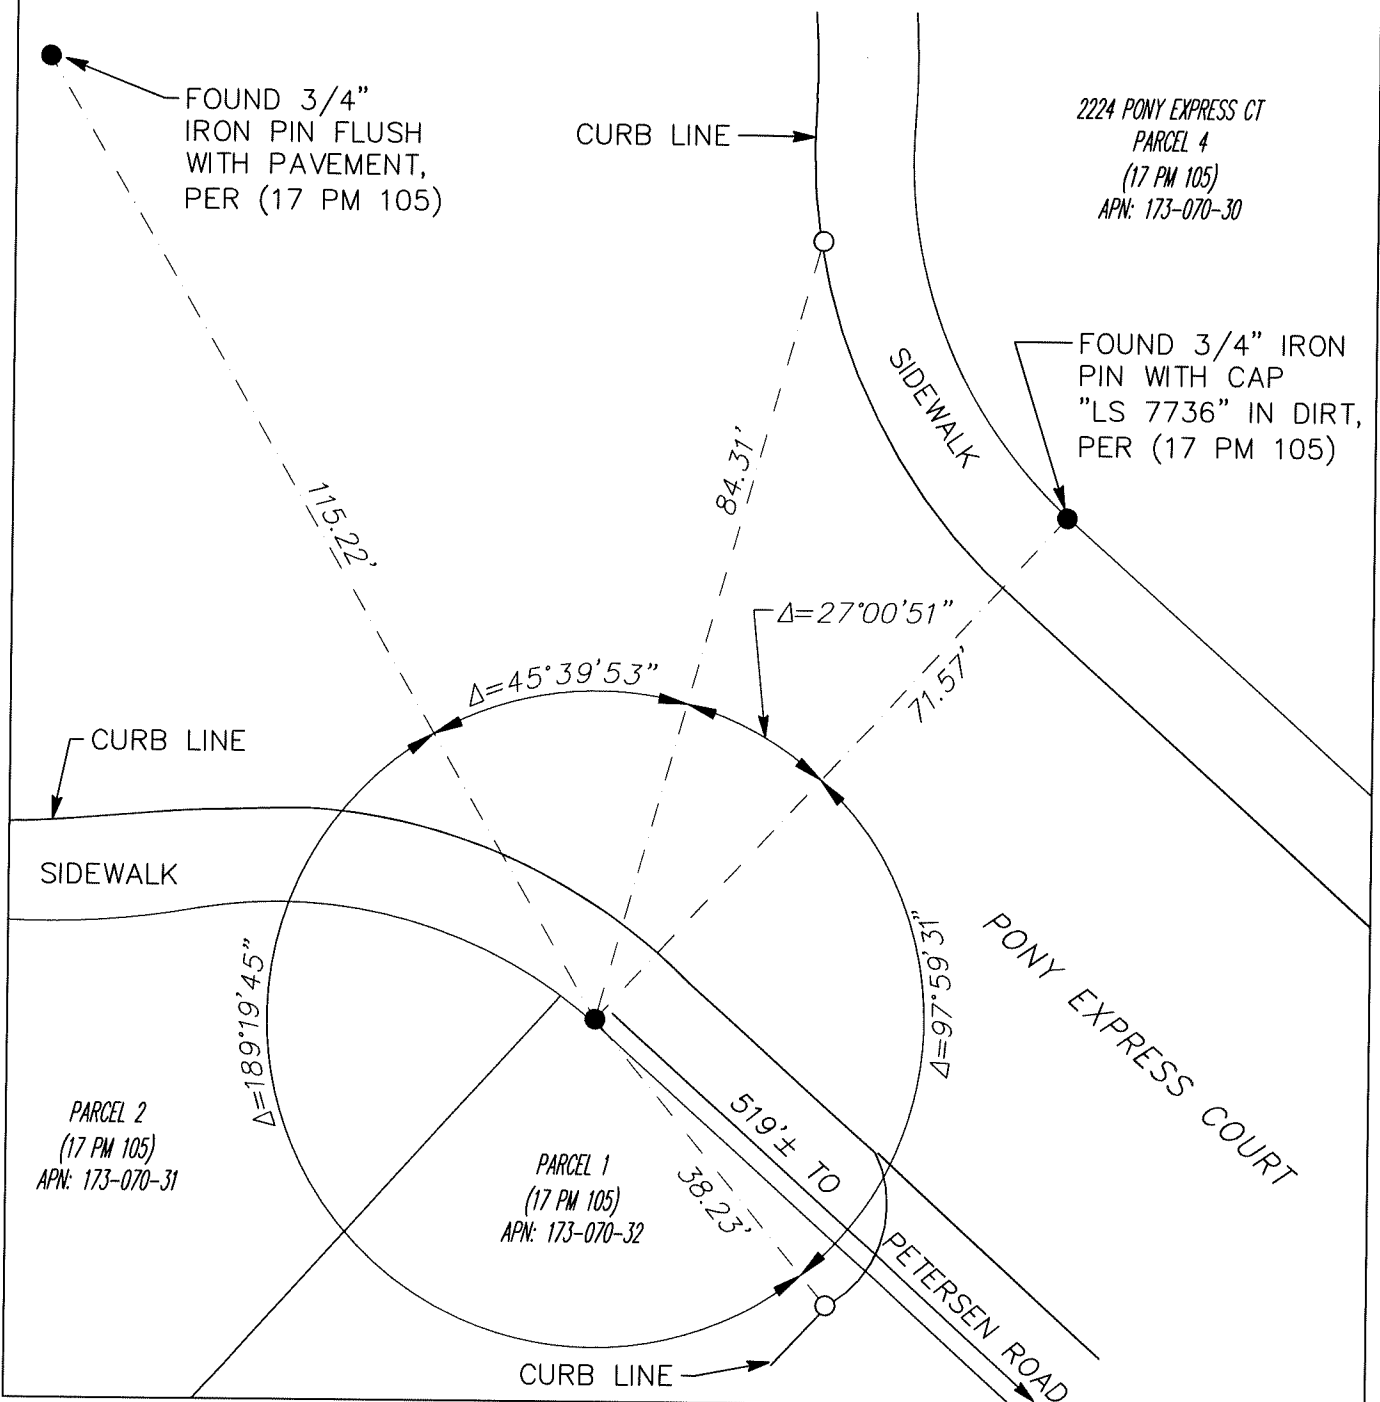 FOUND 3/4"
IRON PIN FLUSH
WITH PAVEMENT,
PER (17 PM 105)
CURB LINE
2224 PONY EXPRESS CT
PARCEL 4
(17 PM 105)
APN: 173-070-30
FOUND 3/4" IRON
PIN WITH CAP
"LS 7736" IN DIRT,
PER (17 PM 105)
SIDEWALK
115.22'
84.31'
71.57'
Δ=27°00'51"
Δ=45°39'53"
CURB LINE
SIDEWALK
Δ=189°19'45"
Δ=97°59'31"
PONY EXPRESS COURT
PARCEL 2
(17 PM 105)
APN: 173-070-31
PARCEL 1
(17 PM 105)
APN: 173-070-32
519'± TO
PETERSEN ROAD
38.23'
CURB LINE